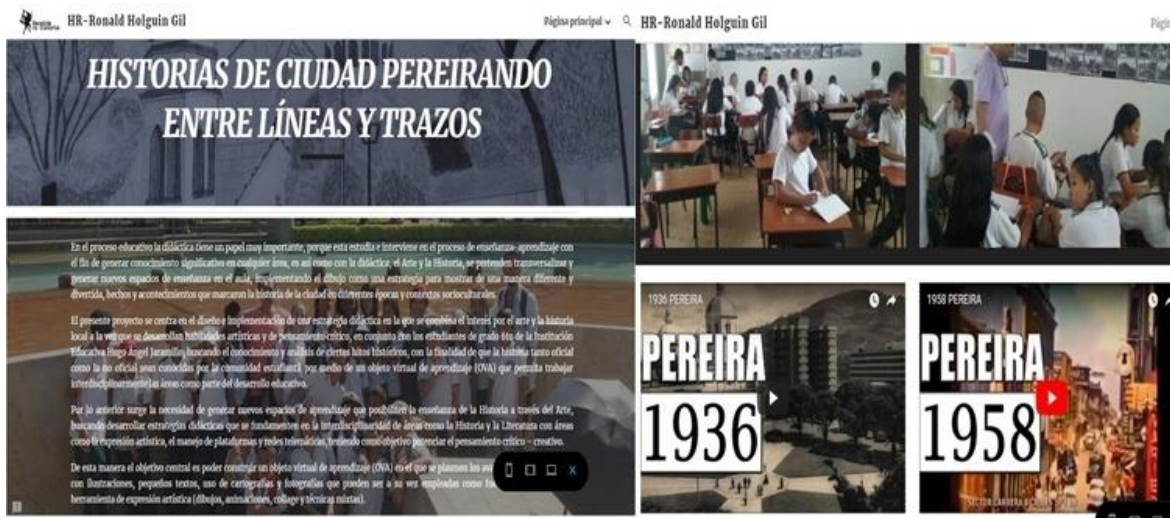 HR-Ronald Holguin Gil
Página principal
HISTORIAS DE CIUDAD PEREIRANDO
ENTRE LÍNEAS Y TRAZOS
En el proceso educativo la didáctica tiene un papel muy importante, porque esta estudia e interviene en el proceso de enseñanza-aprendizaje con
el fin de generar conocimiento significativo en cualquier área, es así como con la didáctica, el Arte y la Historia, se pretenden transversalizar y
generar nuevos espacios de enseñanza en el aula, implementando el dibujo como una estrategia para mostrar de una manera diferente y
divertida, hechos y acontecimientos que marcaron la historia de la ciudad en diferentes épocas y contextos socioculturales.
El presente proyecto se centra en el diseño e implementación de una estrategia didáctica en la que se combina el interés por el arte y la historia
local a la vez que se desarrollan habilidades artísticas y de pensamiento crítico, en conjunto con los estudiantes de grado 6to de la Institución
Educativa Hugo Ángel Jaramillo, buscando el conocimiento y análisis de ciertos hitos históricos, con la finalidad de que la historia tanto oficial
como la no oficial sean conocidas por la comunidad estudiantil por medio de un objeto virtual de aprendizaje (OVA) que permita trabajar
interdisciplinarmente las áreas como parte del desarrollo educativo.
Por lo anterior surge la necesidad de generar nuevos espacios de aprendizaje que posibiliten la enseñanza de la Historia a través del Arte,
buscando desarrollar estrategias didácticas que se fundamenten en la interdisciplinaridad de áreas como la Historia y la Literatura con áreas
como la expresión artística, el manejo de plataformas y redes telemáticas, teniendo como objetivo potenciar el pensamiento crítico – creativo.
De esta manera el objetivo central es poder construir un objeto virtual de aprendizaje (OVA) en el que se plasmen los
con ilustraciones, pequeños textos, uso de cartografías y fotografías que pueden ser a su vez empleadas como
herramienta de expresión artística (dibujos, animaciones, collage y técnicas mixtas).
HR-Ronald Holguin Gil
1936 PEREIRA
PEREIRA
1936
1958 PEREIRA
PEREIRA
1958